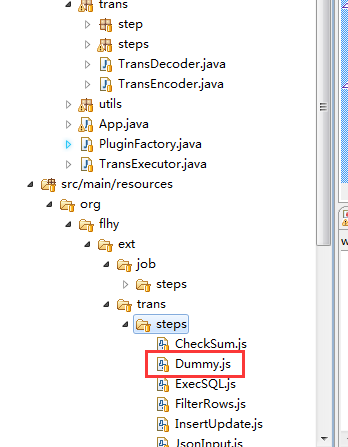 trans
step
steps
TransDecoder.java
TransEncoder.java
utils
App.java
PluginFactory.java
TransExecutor.java
src/main/resources
org
flhy
ext
job
steps
trans
steps
CheckSum.js
Dummy.js
ExecSQL.js
FilterRows.js
InsertUpdate.js
JsonInput.js